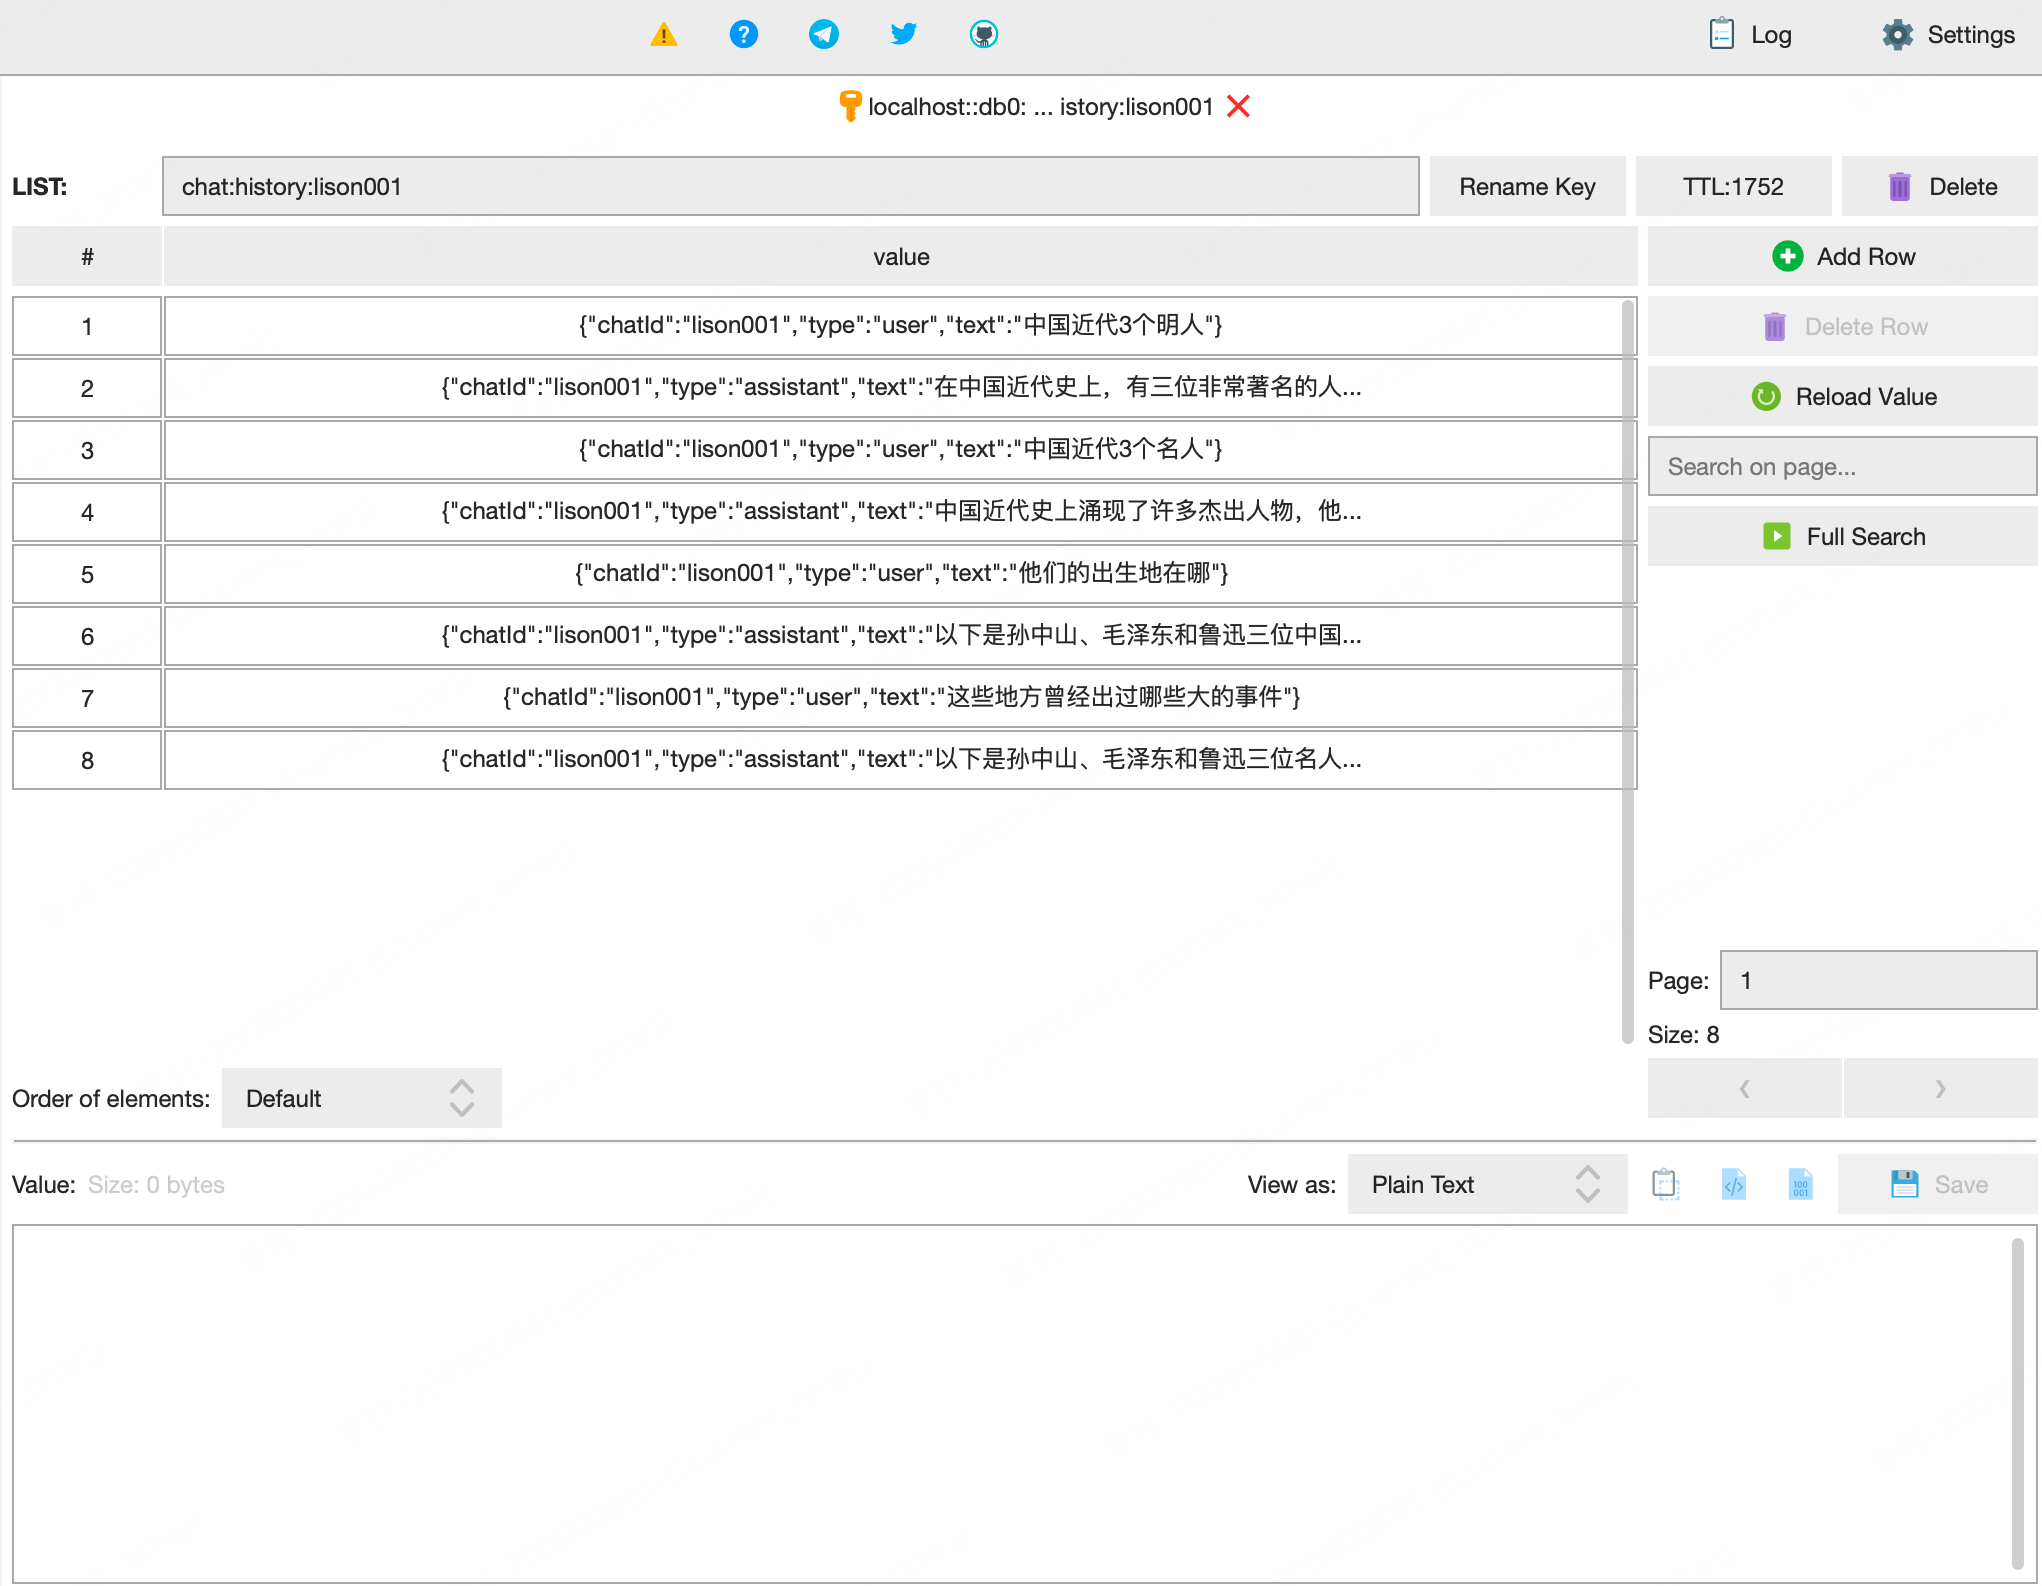 Log
Settings
localhost::db0: ... istory:lison001
LIST:
chat:history:lison001
Rename Key
TTL:1752
Delete
#
value
Add Row
1
{"chatId":"lison001","type":"user","text":"中国近代3个明人"}
Delete Row
2
{"chatId":"lison001","type":"assistant","text":"在中国近代史上，有三位非常著名的人...
Reload Value
3
{"chatId":"lison001","type":"user","text":"中国近代3个名人"}
Search on page...
4
{"chatId":"lison001","type":"assistant","text":"中国近代史上涌现了许多杰出人物，他...
Full Search
5
{"chatId":"lison001","type":"user","text":"他们的出生地在哪"}
6
{"chatId":"lison001","type":"assistant","text":"以下是孙中山、毛泽东和鲁迅三位中国...
7
{"chatId":"lison001","type":"user","text":"这些地方曾经出过哪些大的事件"}
8
{"chatId":"lison001","type":"assistant","text":"以下是孙中山、毛泽东和鲁迅三位名人...
Page:
1
Size: 8
Order of elements:
Default
Value:
Size: 0 bytes
View as:
Plain Text
Save